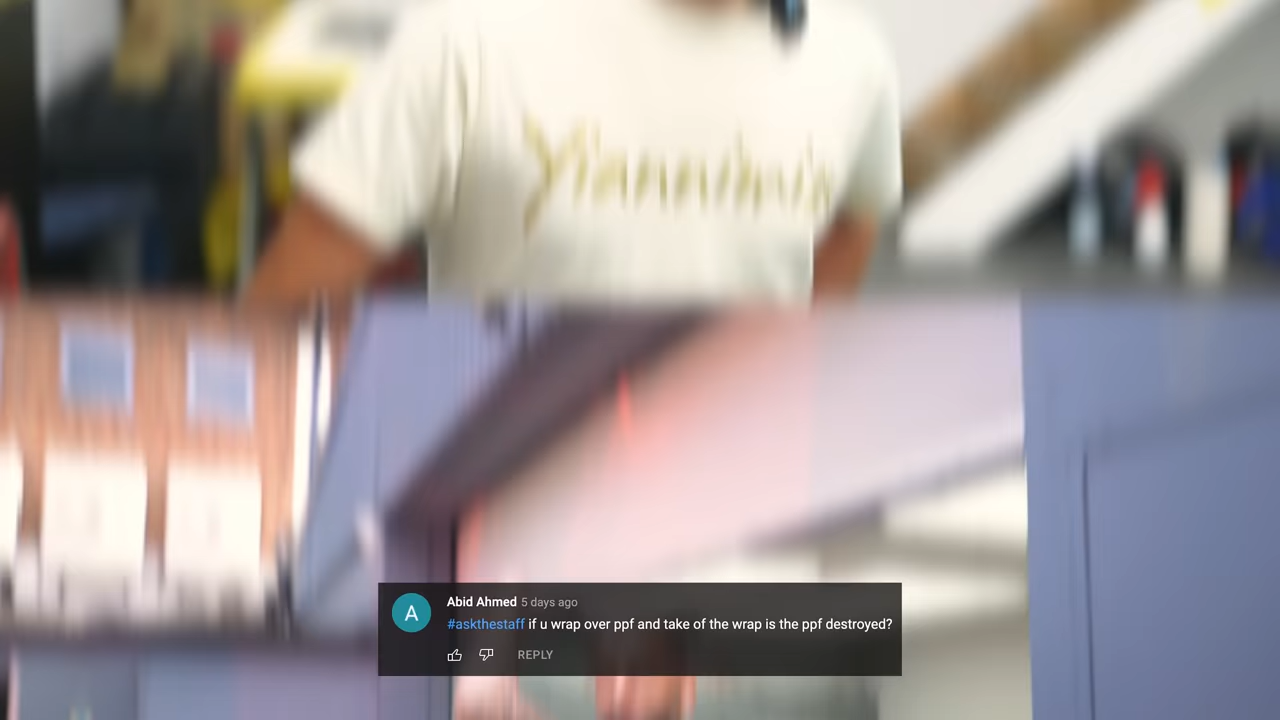 Yiannimize
Abid Ahmed 5 days ago
#askthestaff if u wrap over ppf and take of the wrap is the ppf destroyed?
REPLY
A